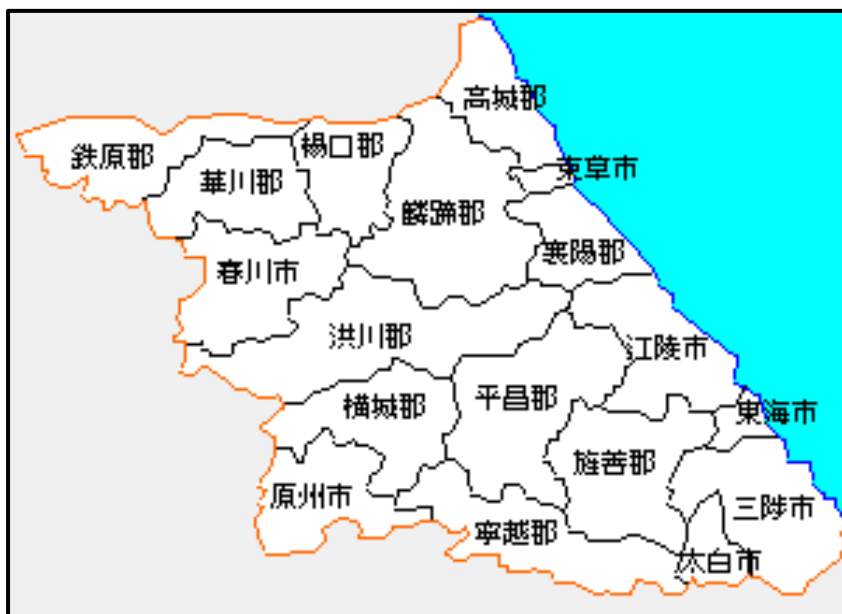 高城郡
楊口郡
鉄原郡
束草市
華川郡
麟蹄郡
襄陽郡
春川市
洪川郡
江陵市
平昌郡
横城郡
東海市
旌善郡
原州市
三陟市
寧越郡
太白市